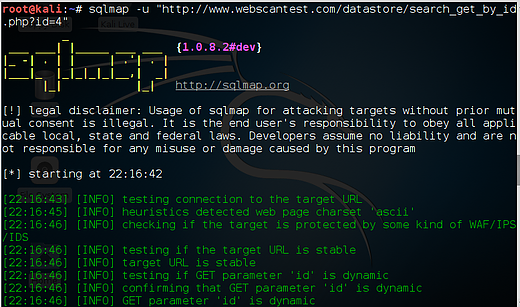 root@kali:~# sqlmap -u "http://www.webscantest.com/datastore/search_get_by_id
.php?id=4"
{1.0.8.2#dev}
http://sqlmap.org
[!] legal disclaimer: Usage of sqlmap for attacking targets without prior mut
ual consent is illegal. It is the end user's responsibility to obey all appli
cable local, state and federal laws. Developers assume no liability and are n
ot responsible for any misuse or damage caused by this program
[*] starting at 22:16:42
[22:16:43] [INFO] testing connection to the target URL
[22:16:45] [INFO] heuristics detected web page charset 'ascii'
[22:16:46] [INFO] checking if the target is protected by some kind of WAF/IPS
/IDS
[22:16:46] [INFO] testing if the target URL is stable
[22:16:46] [INFO] target URL is stable
[22:16:46] [INFO] testing if GET parameter 'id' is dynamic
[22:16:46] [INFO] confirming that GET parameter 'id' is dynamic
[22:16:46] [INFO] GET parameter 'id' is dynamic